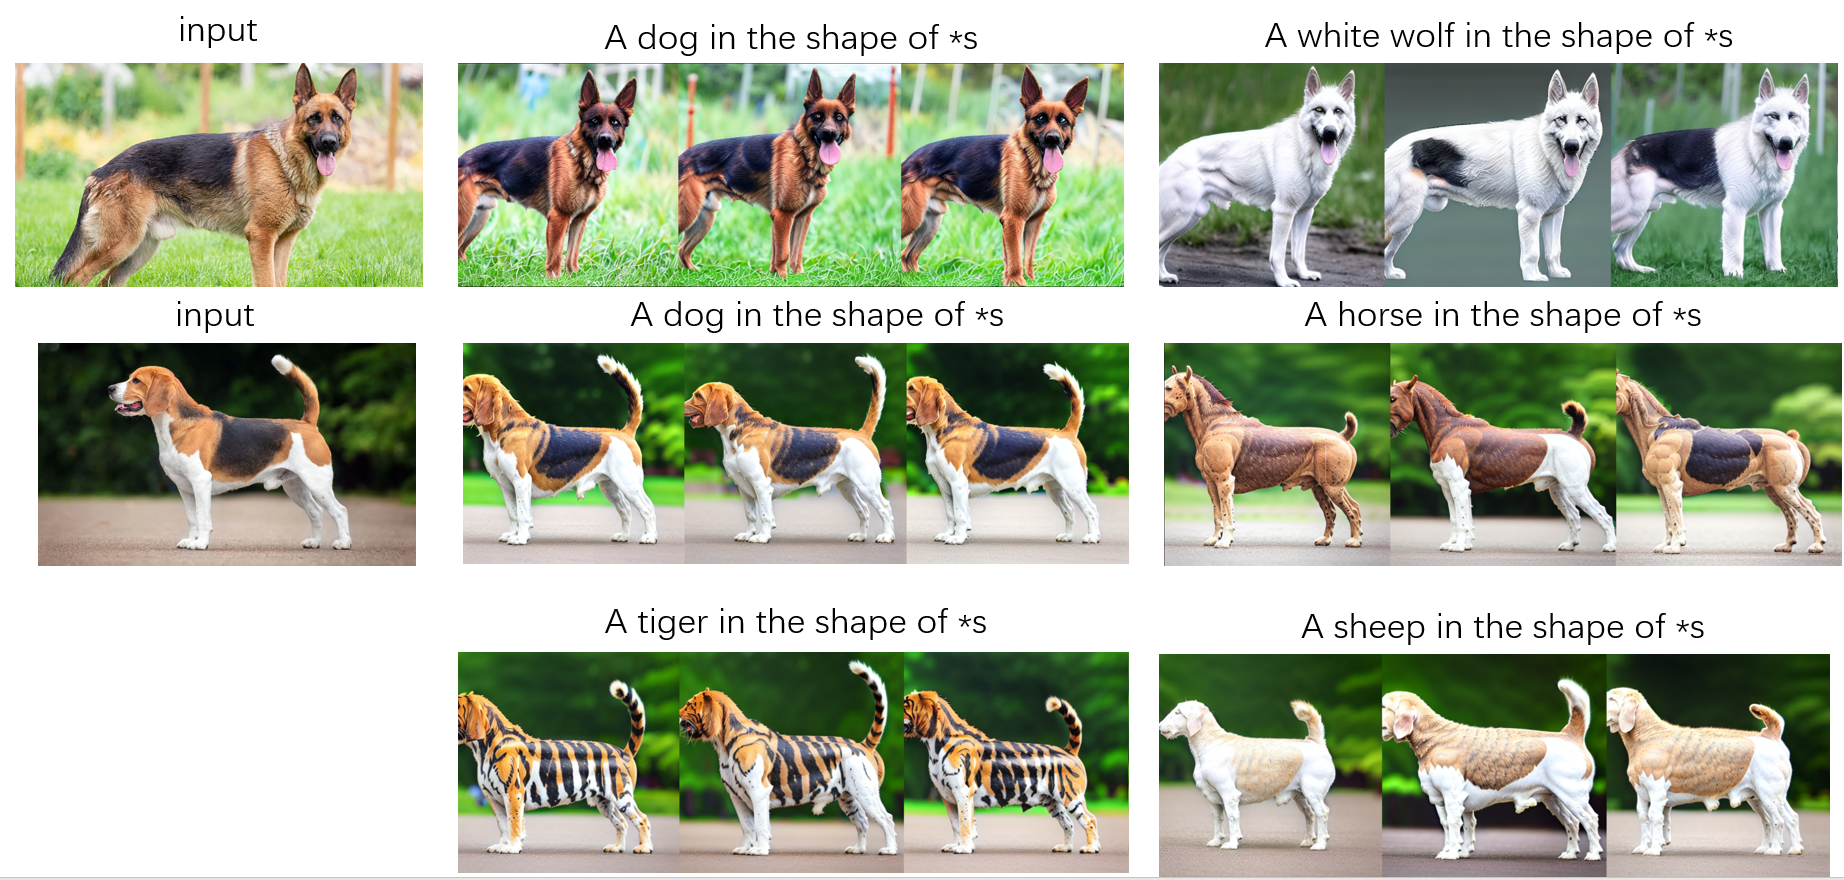 input
A dog in the shape of *s
A white wolf in the shape of *s
input
A dog in the shape of *s
A horse in the shape of *s
A tiger in the shape of *s
A sheep in the shape of *s